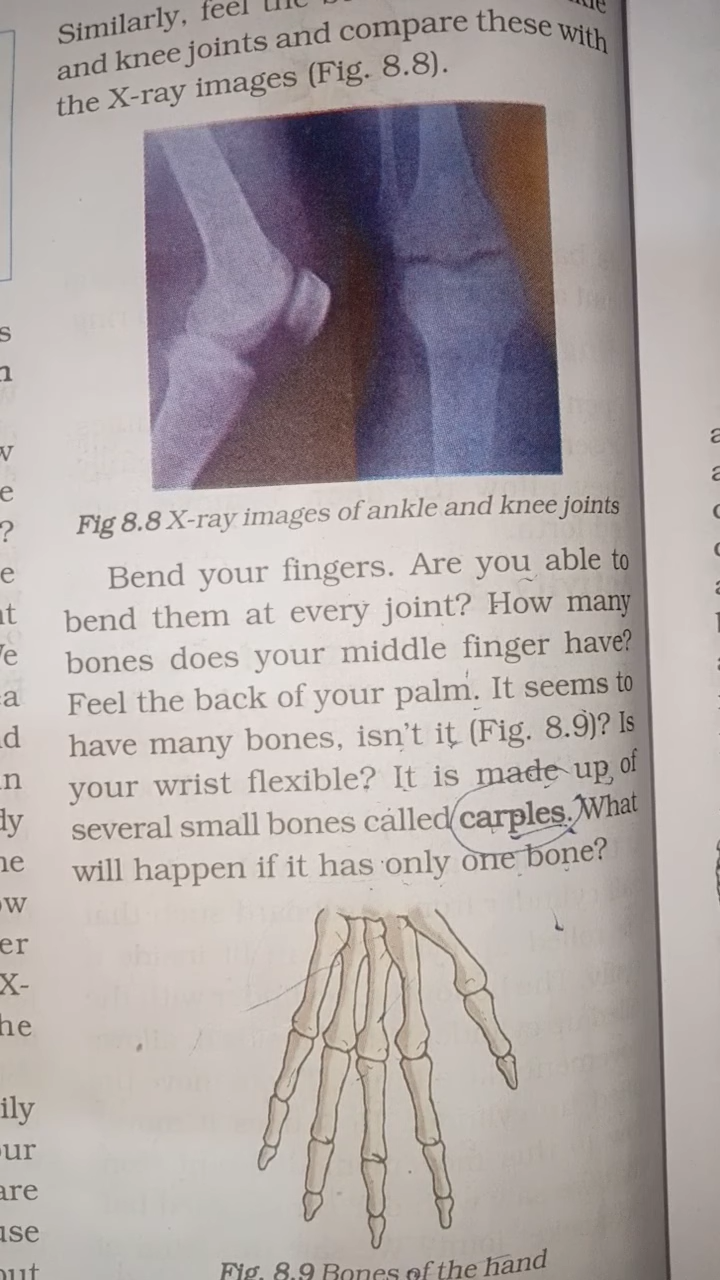 Similarly, feel
and knee joints and compare these with
the X-ray images (Fig. 8.8).
Fig 8.8 X-ray images of ankle and knee joints
Bend your fingers. Are you able to
bend them at every joint? How many
bones does your middle finger have?
Feel the back of your palm. It seems to
have many bones, isn't it (Fig. 8.9)? Is
your wrist flexible? It is made up of
several small bones called carples. What
will happen if it has only one bone?
Fig. 8.9 Bones of the hand